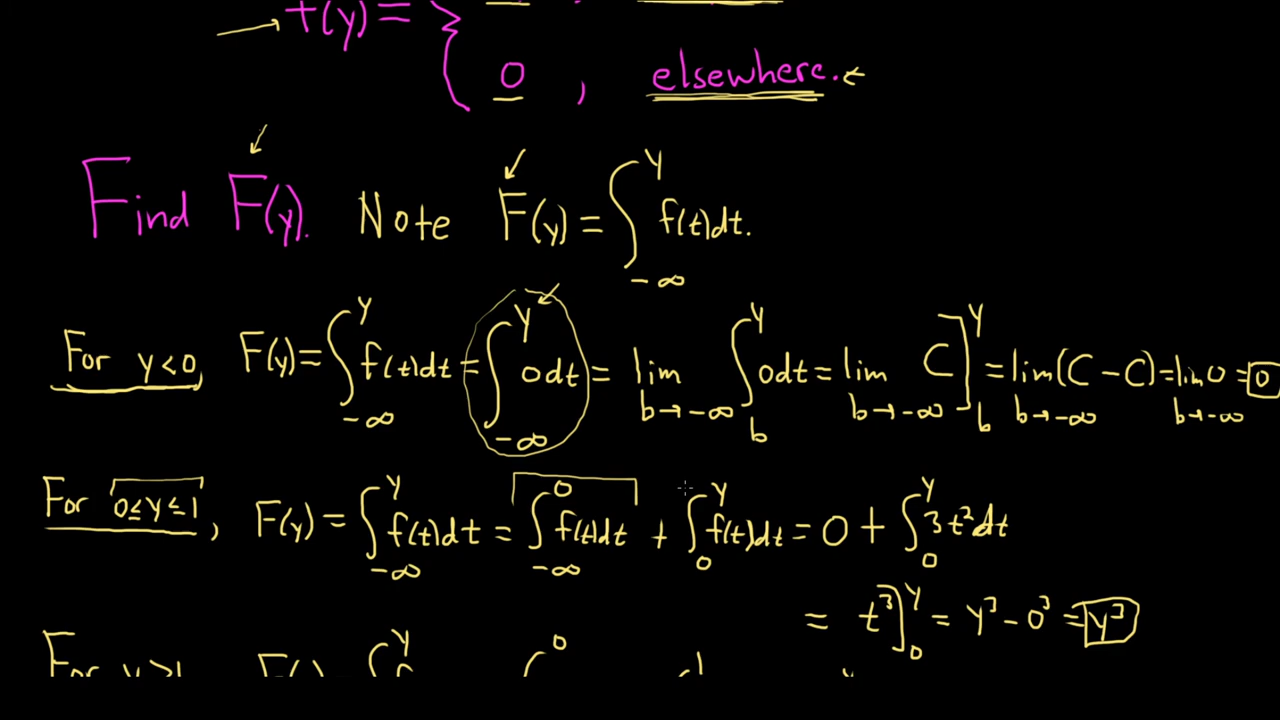 f(y) = {
0 , elsewhere.
Find F(y). Note F(y) = ∫_{-∞}^{y} f(t)dt.
For y<0, F(y) = ∫_{-∞}^{y} f(t)dt = ∫_{-∞}^{y} 0dt = lim_{b→-∞} ∫_{b}^{y} 0dt = lim_{b→-∞} C]_{b}^{y} = lim_{b→-∞} (C - C) = lim_{b→-∞} 0 = 0
For 0≤y≤1, F(y) = ∫_{-∞}^{y} f(t)dt = ∫_{-∞}^{0} f(t)dt + ∫_{0}^{y} f(t)dt = 0 + ∫_{0}^{y} 3t²dt
= t³]_{0}^{y} = y³ - 0³ = y³
For y>1